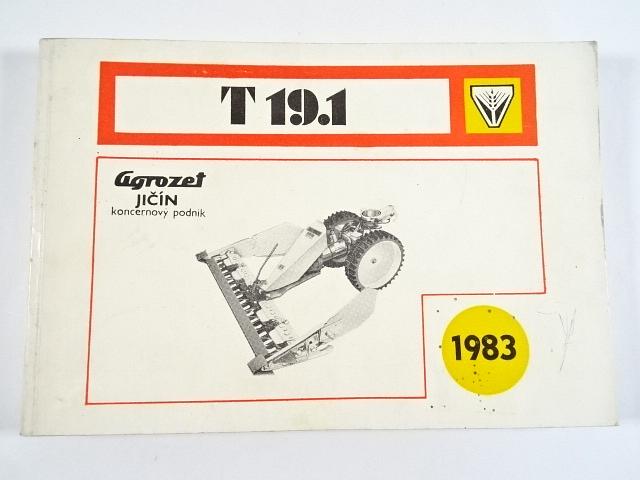 T 19.1
Agrozet
JIČÍN
koncernový podnik
1983